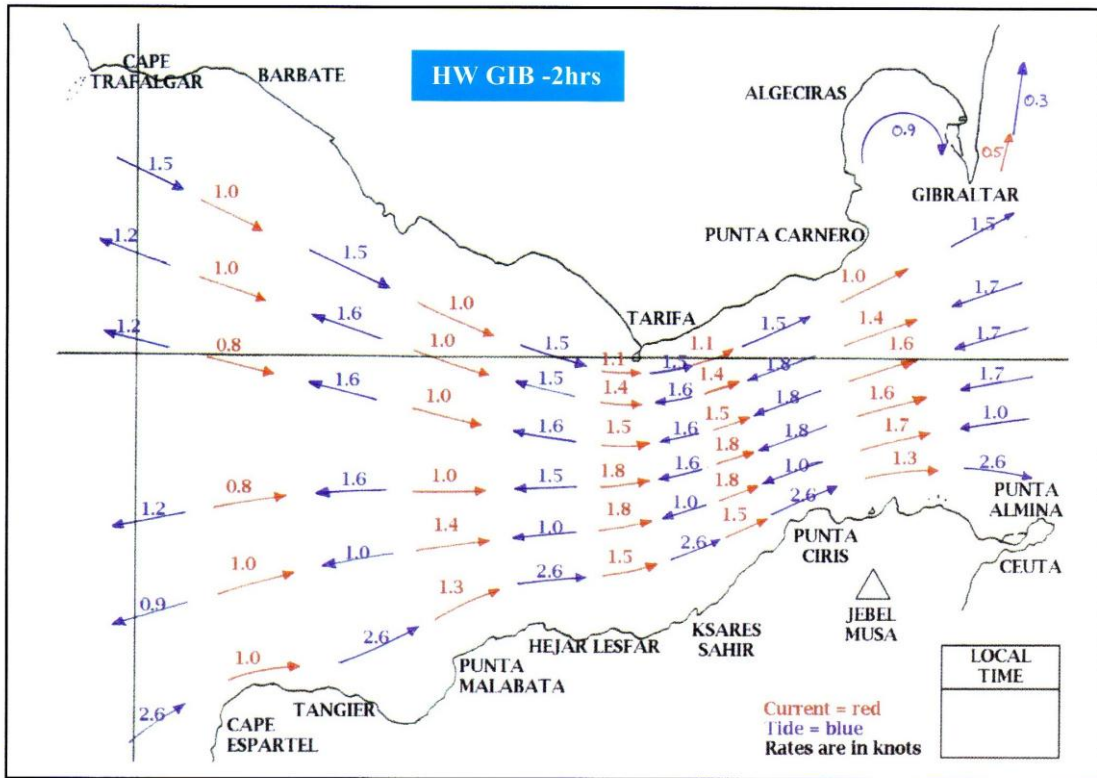 HW GIB -2hrs
CAPE
TRAFALGAR
BARBATE
ALGECIRAS
0.9
0.3
0.5
GIBRALTAR
1.5
1.0
PUNTA CARNERO
1.2
1.0
1.5
1.5
1.7
1.0
1.6
1.0
TARIFA
1.2
0.8
1.0
1.5
1.1
1.5
1.1
1.5
1.4
1.6
1.7
1.6
1.0
1.5
1.4
1.6
1.4
1.8
1.6
1.7
1.6
1.5
1.6
1.5
1.8
1.7
1.0
0.8
1.6
1.0
1.5
1.8
1.6
1.8
1.8
1.3
2.6
1.2
1.4
1.0
1.8
1.0
1.8
1.0
2.6
PUNTA
ALMINA
1.0
1.0
1.3
2.6
1.5
2.6
1.5
PUNTA
CIRIS
CEUTA
0.9
2.6
HEJAR LESFAR
KSARES
SAHIR
JEBEL
MUSA
1.0
PUNTA
MALABATA
2.6
TANGIER
CAPE
ESPARTEL
LOCAL
TIME
Current = red
Tide = blue
Rates are in knots